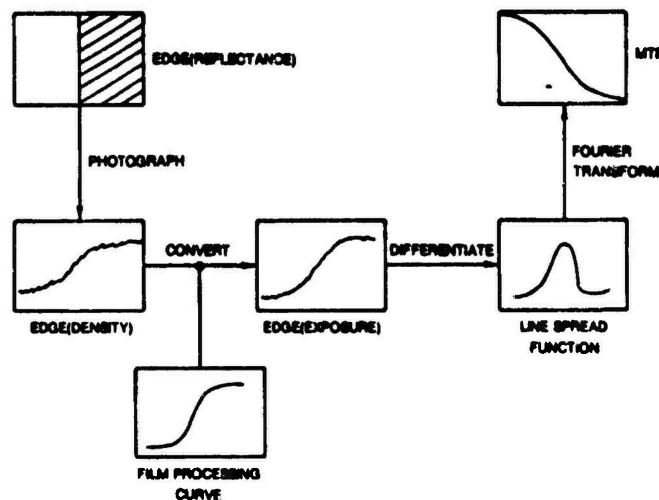 EDGE(REFLECTANCE)
MTF
PHOTOGRAPH
FOURIER
TRANSFORM
CONVERT
DIFFERENTIATE
EDGE(DENSITY)
EDGE(EXPOSURE)
LINE SPREAD
FUNCTION
FILM PROCESSING
CURVE